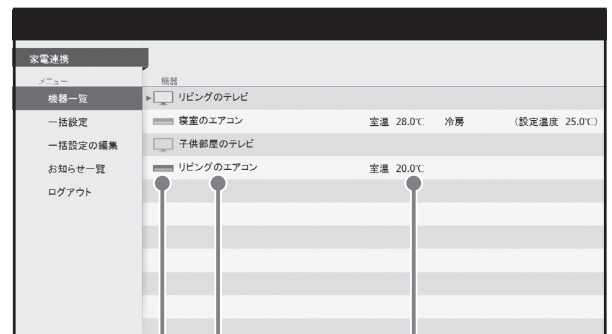 家電連携
メニュー
機器一覧
一括設定
一括設定の編集
お知らせ一覧
ログアウト
機器
リビングのテレビ
寝室のエアコン 室温 28.0℃ 冷房 (設定温度 25.0℃)
子供部屋のテレビ
リビングのエアコン 室温 20.0℃